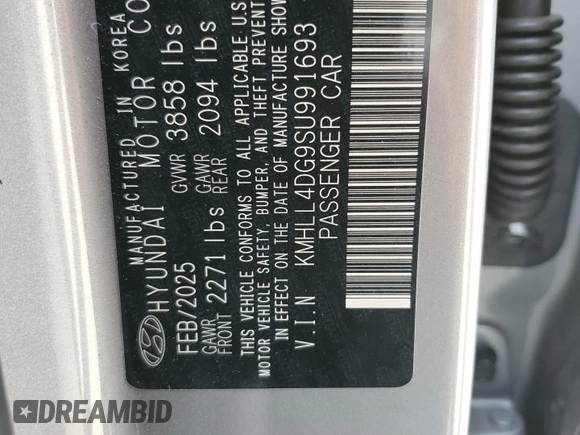 MANUFACTURED IN KOREA
HYUNDAI MOTOR CO
FEB/2025 GVWR 3858 lbs
GAWR FRONT 2271 lbs GAWR REAR 2094 lbs
THIS VEHICLE CONFORMS TO ALL APPLICABLE U.S
MOTOR VEHICLE SAFETY, BUMPER, AND THEFT PREVENT
IN EFFECT ON THE DATE OF MANUFACTURE SHOW
V.I.N KMHLL4DG9SU991693
PASSENGER CAR
DREAMBID